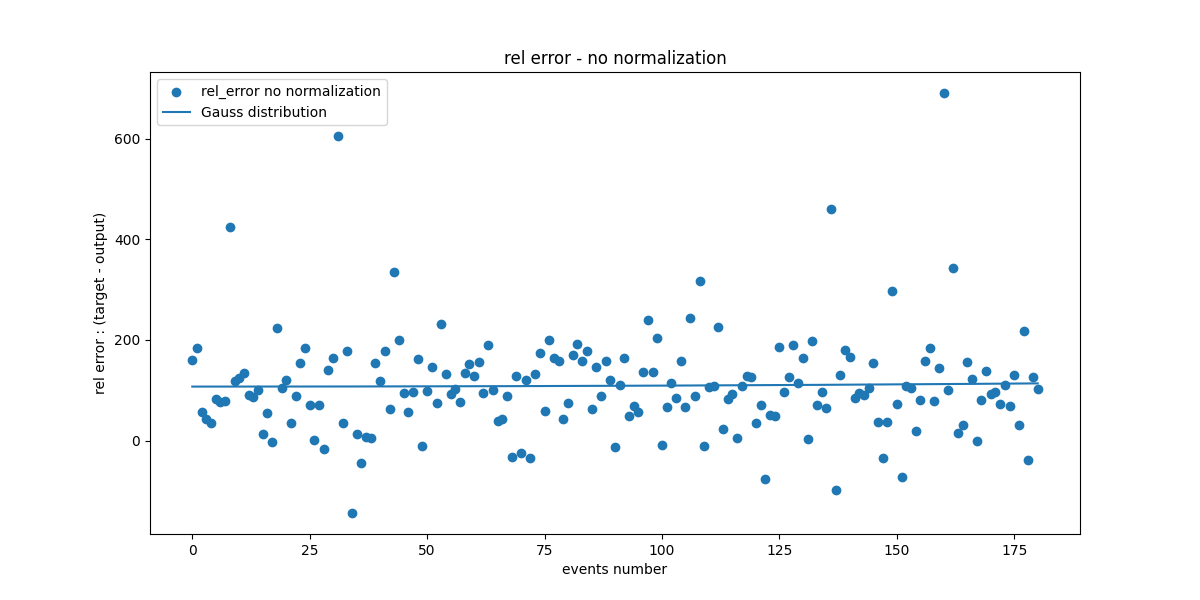 rel error - no normalization
rel_error no normalization
Gauss distribution
rel error : (target - output)
600
400
200
0
0 25 50 75 100 125 150 175
events number